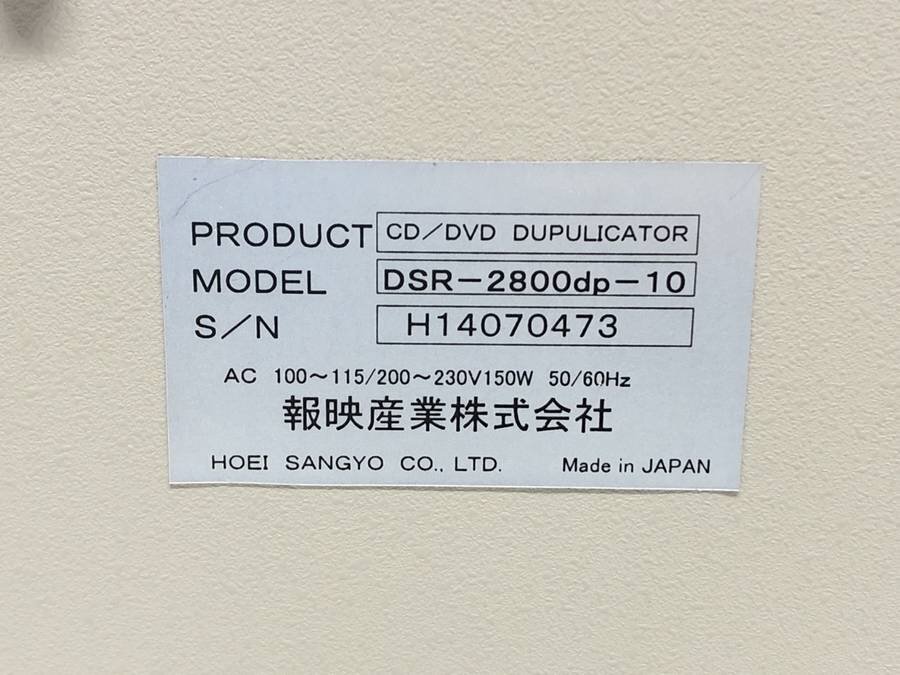 PRODUCT CD/DVD DUPULICATOR
MODEL DSR-2800dp-10
S/N H14070473
AC 100~115/200~230V150W 50/60Hz
報映産業株式会社
HOEI SANGYO CO., LTD. Made in JAPAN